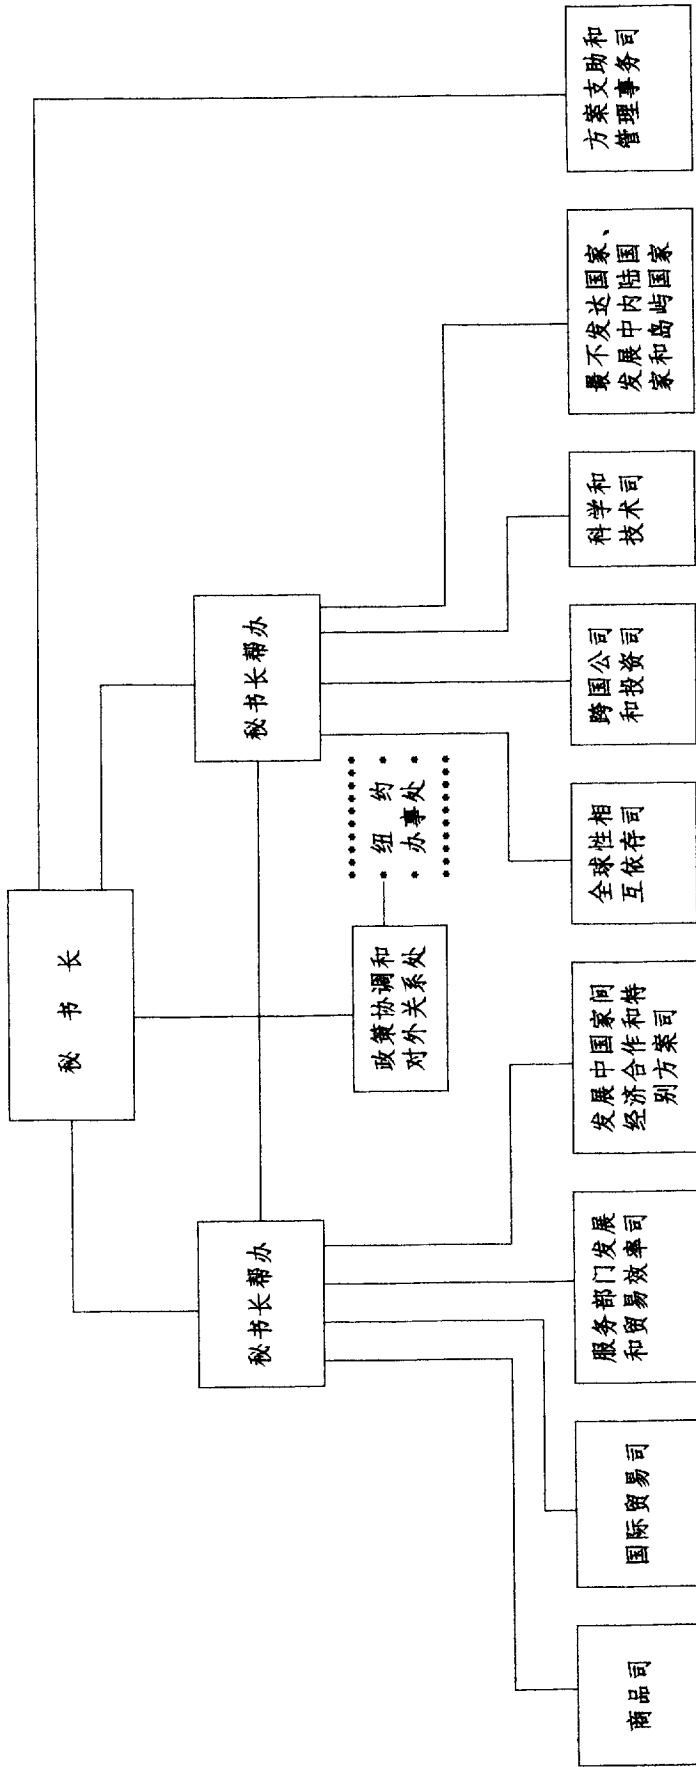 秘 书 长
秘书长帮办
秘书长帮办
政策协调和
对外关系处
纽 约
办事处
商品司
国际贸易司
服务部门发展
和贸易效率司
发展中国家间
经济合作和特
别方案司
全球性相
互依存司
跨国公司
和投资司
科学和
技术司
最不发达国家、
发展中内陆国
家和岛屿国家
方案支助和
管理事务司